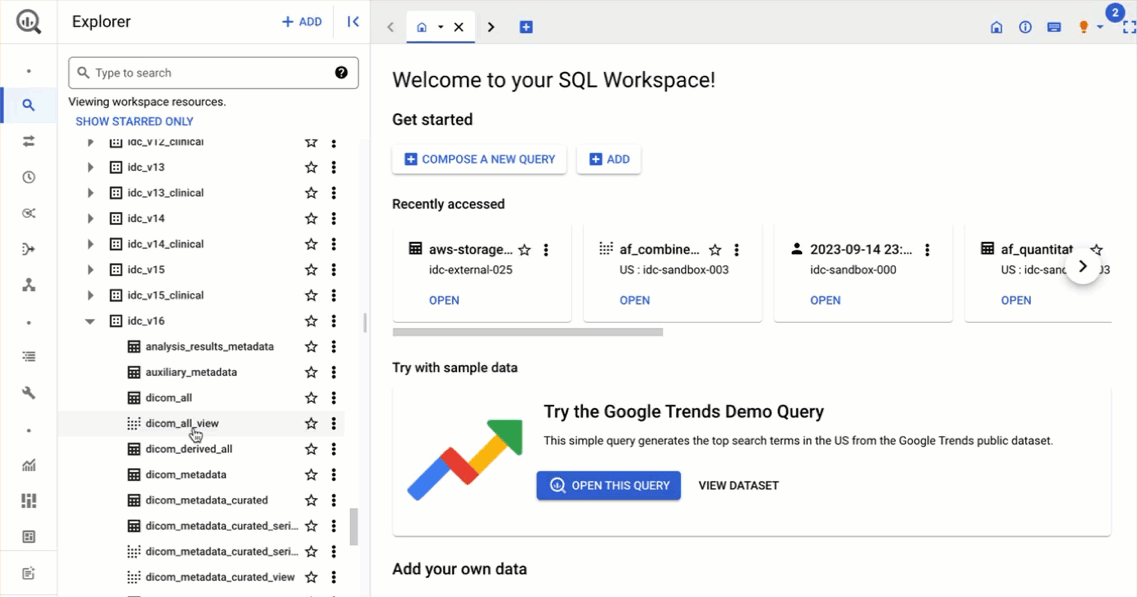 Explorer
+ ADD
2
Type to search
Viewing workspace resources.
SHOW STARRED ONLY
idc_v12_clinical
idc_v13
idc_v13_clinical
idc_v14
idc_v14_clinical
idc_v15
idc_v15_clinical
idc_v16
analysis_results_metadata
auxiliary_metadata
dicom_all
dicom_all_view
dicom_derived_all
dicom_metadata
dicom_metadata_curated
dicom_metadata_curated_seri...
dicom_metadata_curated_seri...
dicom_metadata_curated_view
Welcome to your SQL Workspace!
Get started
COMPOSE A NEW QUERY
ADD
Recently accessed
aws-storage...
idc-external-025
OPEN
af_combine...
US : idc-sandbox-003
OPEN
2023-09-14 23:...
idc-sandbox-000
OPEN
af_quantitat
US : idc-san 03
OPEN
Try with sample data
Try the Google Trends Demo Query
This simple query generates the top search terms in the US from the Google Trends public dataset.
OPEN THIS QUERY
VIEW DATASET
Add your own data